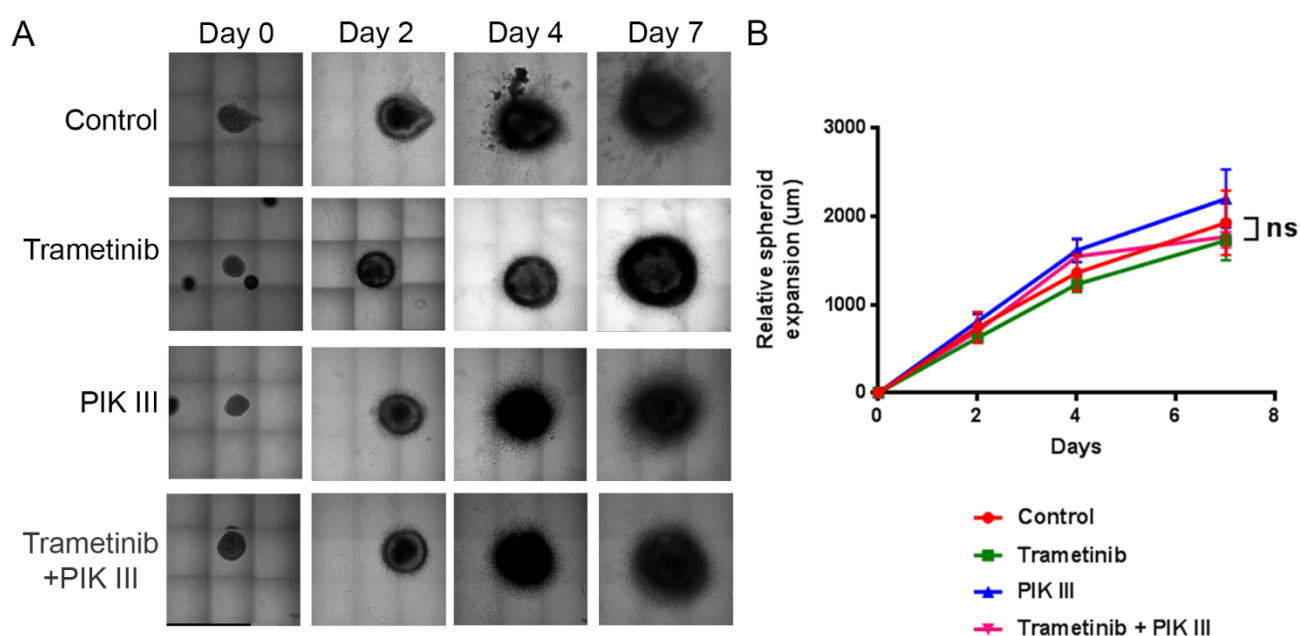 A
Day 0 Day 2 Day 4 Day 7
Control
Trametinib
PIK III
Trametinib
+PIK III
B
Relative spheroid
expansion (um)
3000
2000
1000
0
0 2 4 6 8
Days
ns
Control
Trametinib
PIK III
Trametinib + PIK III